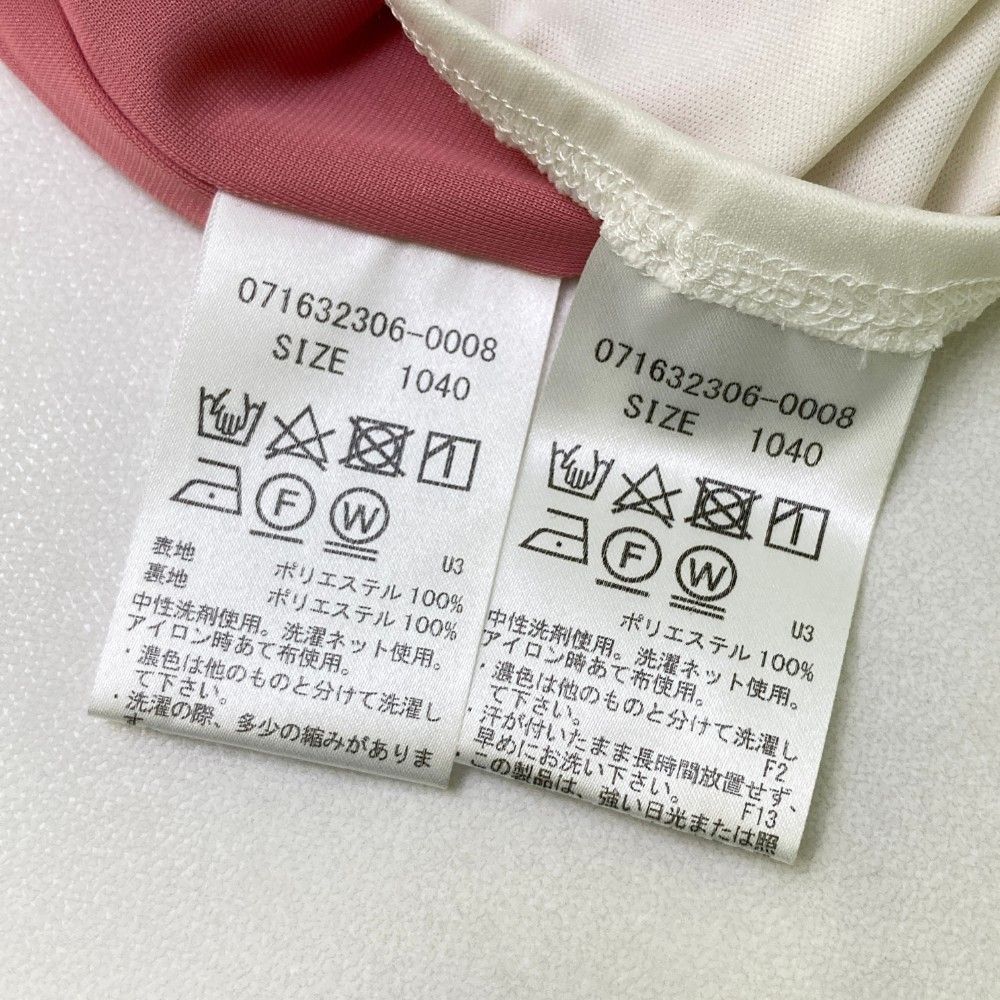 071632306-0008
SIZE 1040
F W
U3
表地 ポリエステル 100%
裏地 ポリエステル 100%
中性洗剤使用。洗濯ネット使用。
アイロン時あて布使用。
・濃色は他のものと分けて洗濯し
て下さい。
・洗濯の際、多少の縮みがありま
す
071632306-0008
SIZE 1040
F W
U3
ポリエステル 100%
中性洗剤使用。洗濯ネット使用。
アイロン時あて布使用。
・濃色は他のものと分けて洗濯し
て下さい。 F2
・汗が付いたまま長時間放置せず、
早めにお洗い下さい。 F13
この製品は、強い日光または照